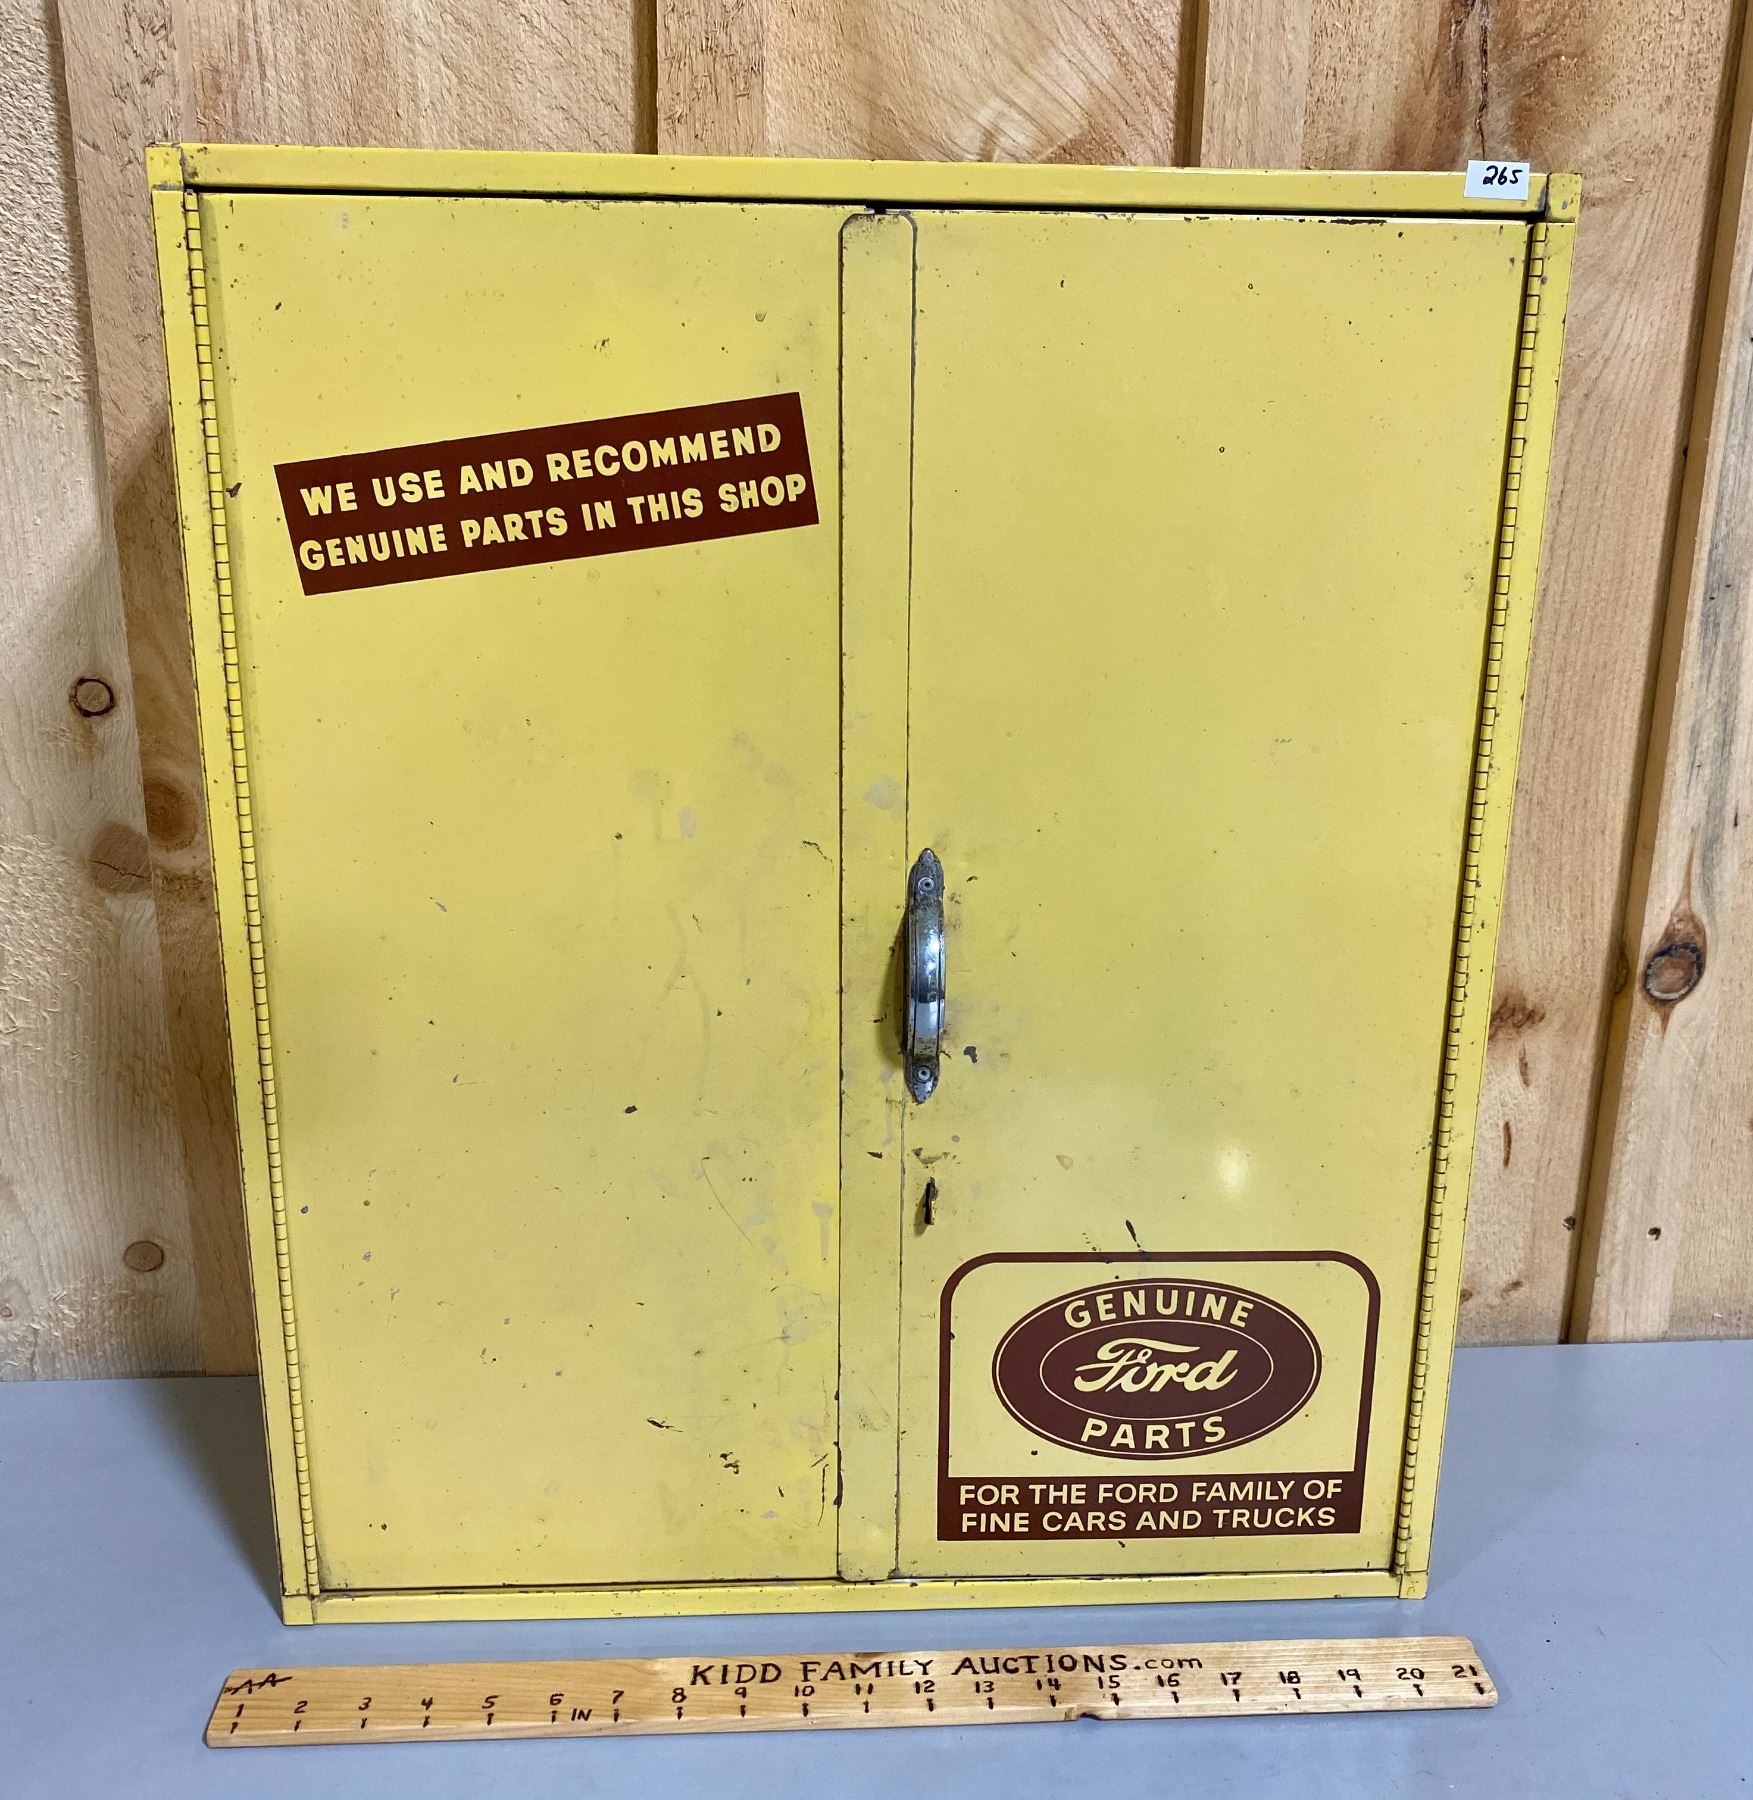 265
WE USE AND RECOMMEND
GENUINE PARTS IN THIS SHOP
GENUINE
Ford
PARTS
FOR THE FORD FAMILY OF
FINE CARS AND TRUCKS
KIDD FAMILY AUCTIONS.com
AA
1 2 3 4 5 6 IN 7 8 9 10 11 12 13 14 15 16 17 18 19 20 21